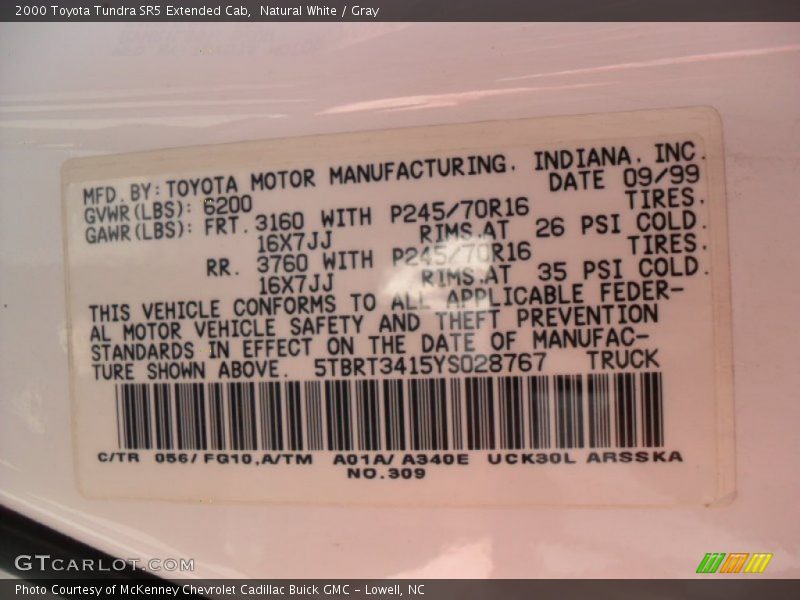 2000 Toyota Tundra SR5 Extended Cab, Natural White / Gray
MFD. BY: TOYOTA MOTOR MANUFACTURING. INDIANA. INC.
GVWR(LBS): 6200 DATE 09/99
GAWR(LBS): FRT. 3160 WITH P245/70R16 TIRES.
16X7JJ RIMS.AT 26 PSI COLD.
RR. 3760 WITH P245/70R16 TIRES.
16X7JJ RIMS.AT 35 PSI COLD.
THIS VEHICLE CONFORMS TO ALL APPLICABLE FEDER-
AL MOTOR VEHICLE SAFETY AND THEFT PREVENTION
STANDARDS IN EFFECT ON THE DATE OF MANUFAC-
TURE SHOWN ABOVE. 5TBRT3415YS028767 TRUCK
C/TR 056/FG10,A/TM A01A/A340E UCK30L ARSSKA
NO.309
GTCARLOT.COM
Photo Courtesy of McKenney Chevrolet Cadillac Buick GMC - Lowell, NC